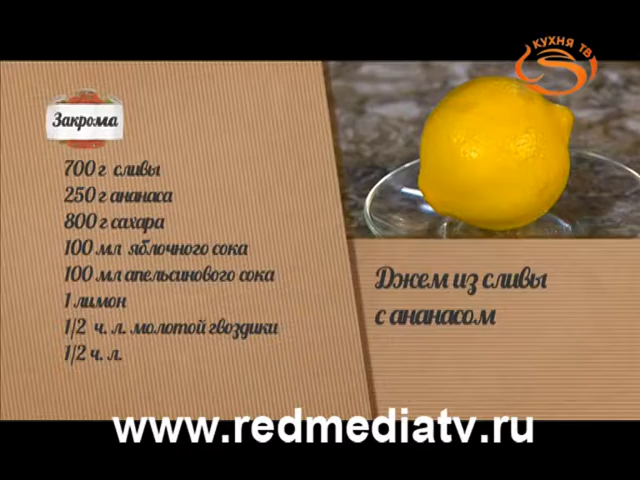 КУХНЯ ТВ
Закрома
700 г сливы
250 г ананаса
800 г сахара
100 мл яблочного сока
100 мл апельсинового сока
1 лимон
1/2 ч. л. молотой гвоздики
1/2 ч. л.
Джем из сливы
с ананасом
www.redmediatv.ru